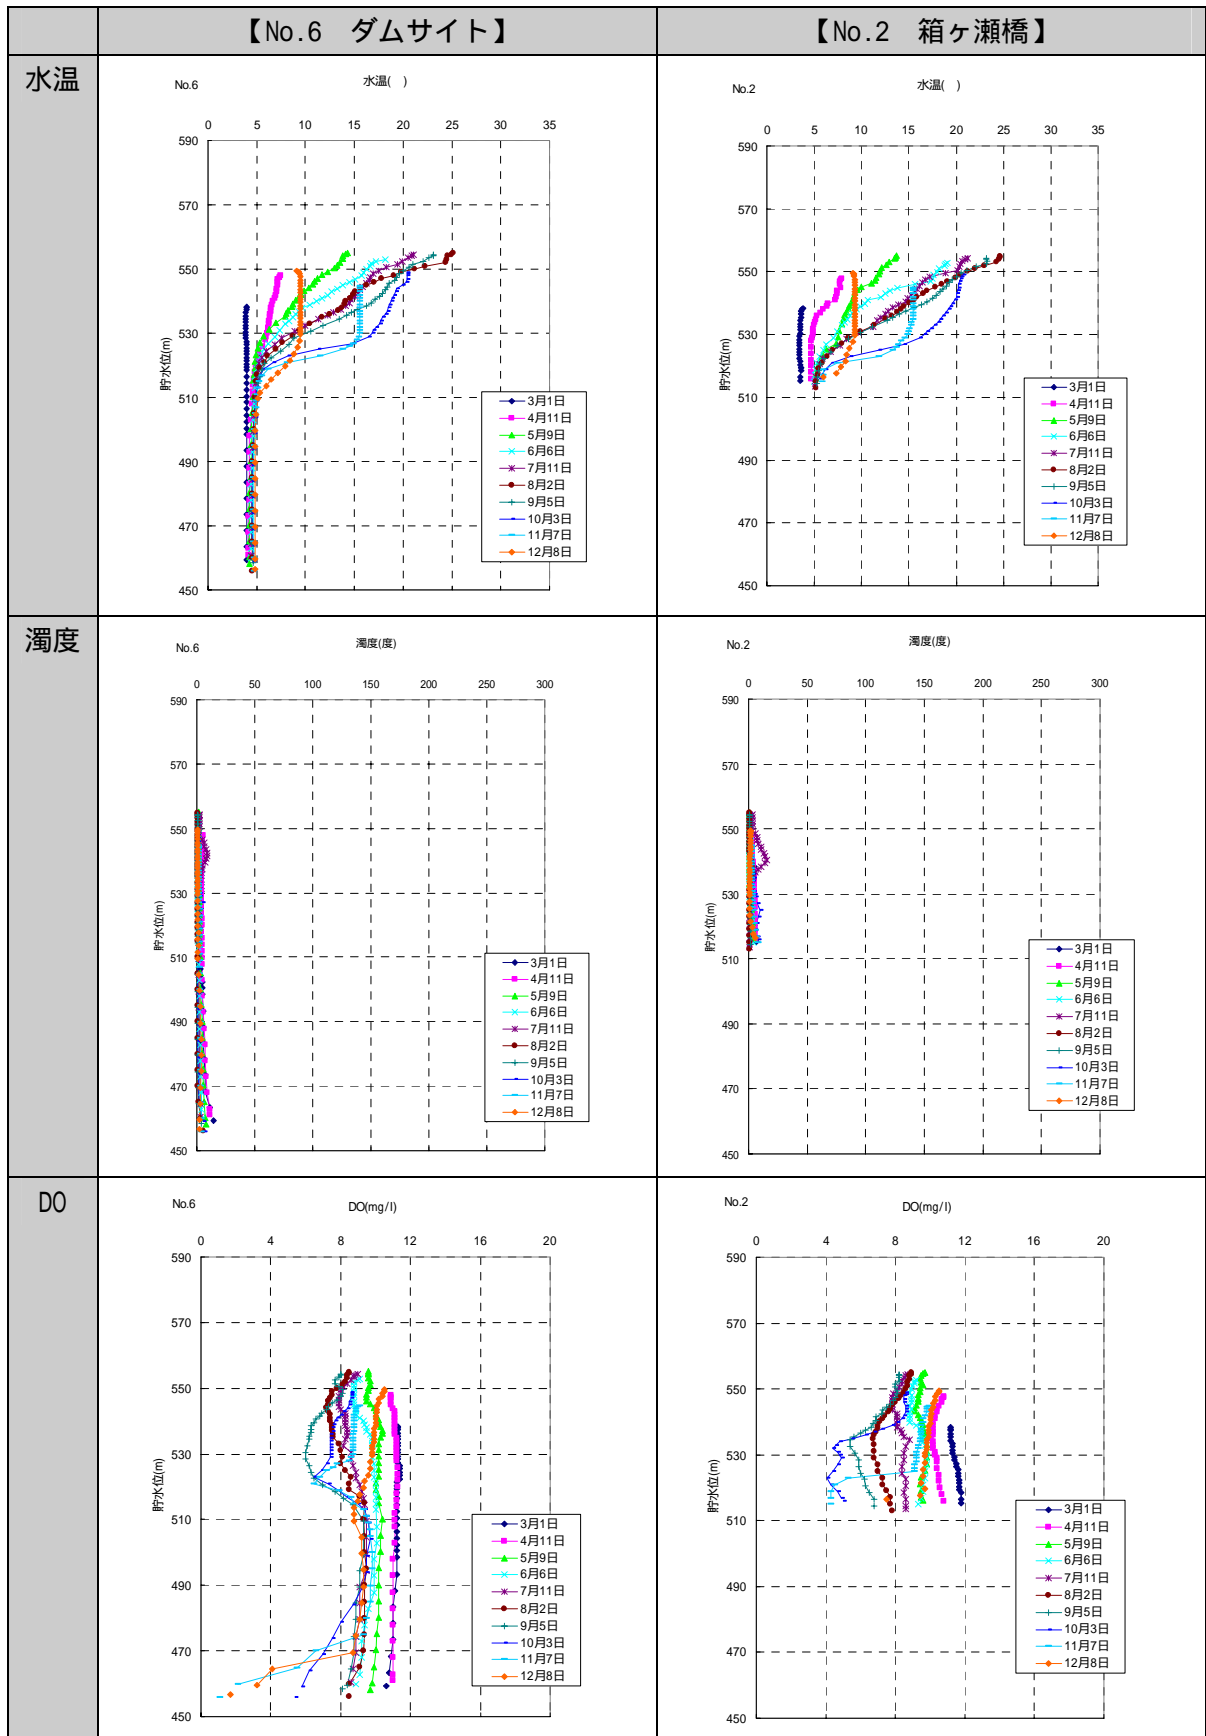 【No.6　ダムサイト】
【No.2　箱ヶ瀬橋】
水温
No.6
水温(　)
0 5 10 15 20 25 30 35
590
570
550
530
510
490
470
450
貯水位(m)
3月1日
4月11日
5月9日
6月6日
7月11日
8月2日
9月5日
10月3日
11月7日
12月8日
No.2
水温(　)
0 5 10 15 20 25 30 35
590
570
550
530
510
490
470
450
貯水位(m)
3月1日
4月11日
5月9日
6月6日
7月11日
8月2日
9月5日
10月3日
11月7日
12月8日
濁度
No.6
濁度(度)
0 50 100 150 200 250 300
590
570
550
530
510
490
470
450
貯水位(m)
3月1日
4月11日
5月9日
6月6日
7月11日
8月2日
9月5日
10月3日
11月7日
12月8日
No.2
濁度(度)
0 50 100 150 200 250 300
590
570
550
530
510
490
470
450
貯水位(m)
3月1日
4月11日
5月9日
6月6日
7月11日
8月2日
9月5日
10月3日
11月7日
12月8日
DO
No.6
DO(mg/l)
0 4 8 12 16 20
590
570
550
530
510
490
470
450
貯水位(m)
3月1日
4月11日
5月9日
6月6日
7月11日
8月2日
9月5日
10月3日
11月7日
12月8日
No.2
DO(mg/l)
0 4 8 12 16 20
590
570
550
530
510
490
470
450
貯水位(m)
3月1日
4月11日
5月9日
6月6日
7月11日
8月2日
9月5日
10月3日
11月7日
12月8日